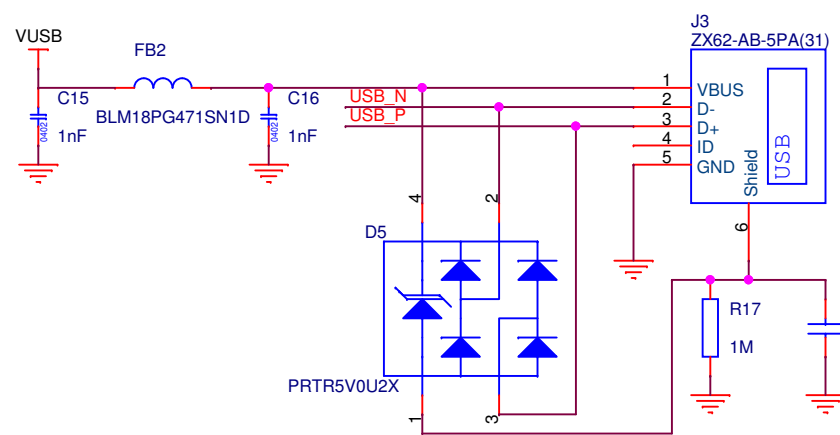 J3
ZX62-AB-5PA(31)
VUSB
FB2
C15
C16
BLM18PG471SN1D
1nF
0402
1nF
0402
USB_N
USB_P
1
2
3
4
5
VBUS
D-
D+
ID
GND
Shield
USB
6
4
2
D5
R17
1M
PRTR5V0U2X
1
3